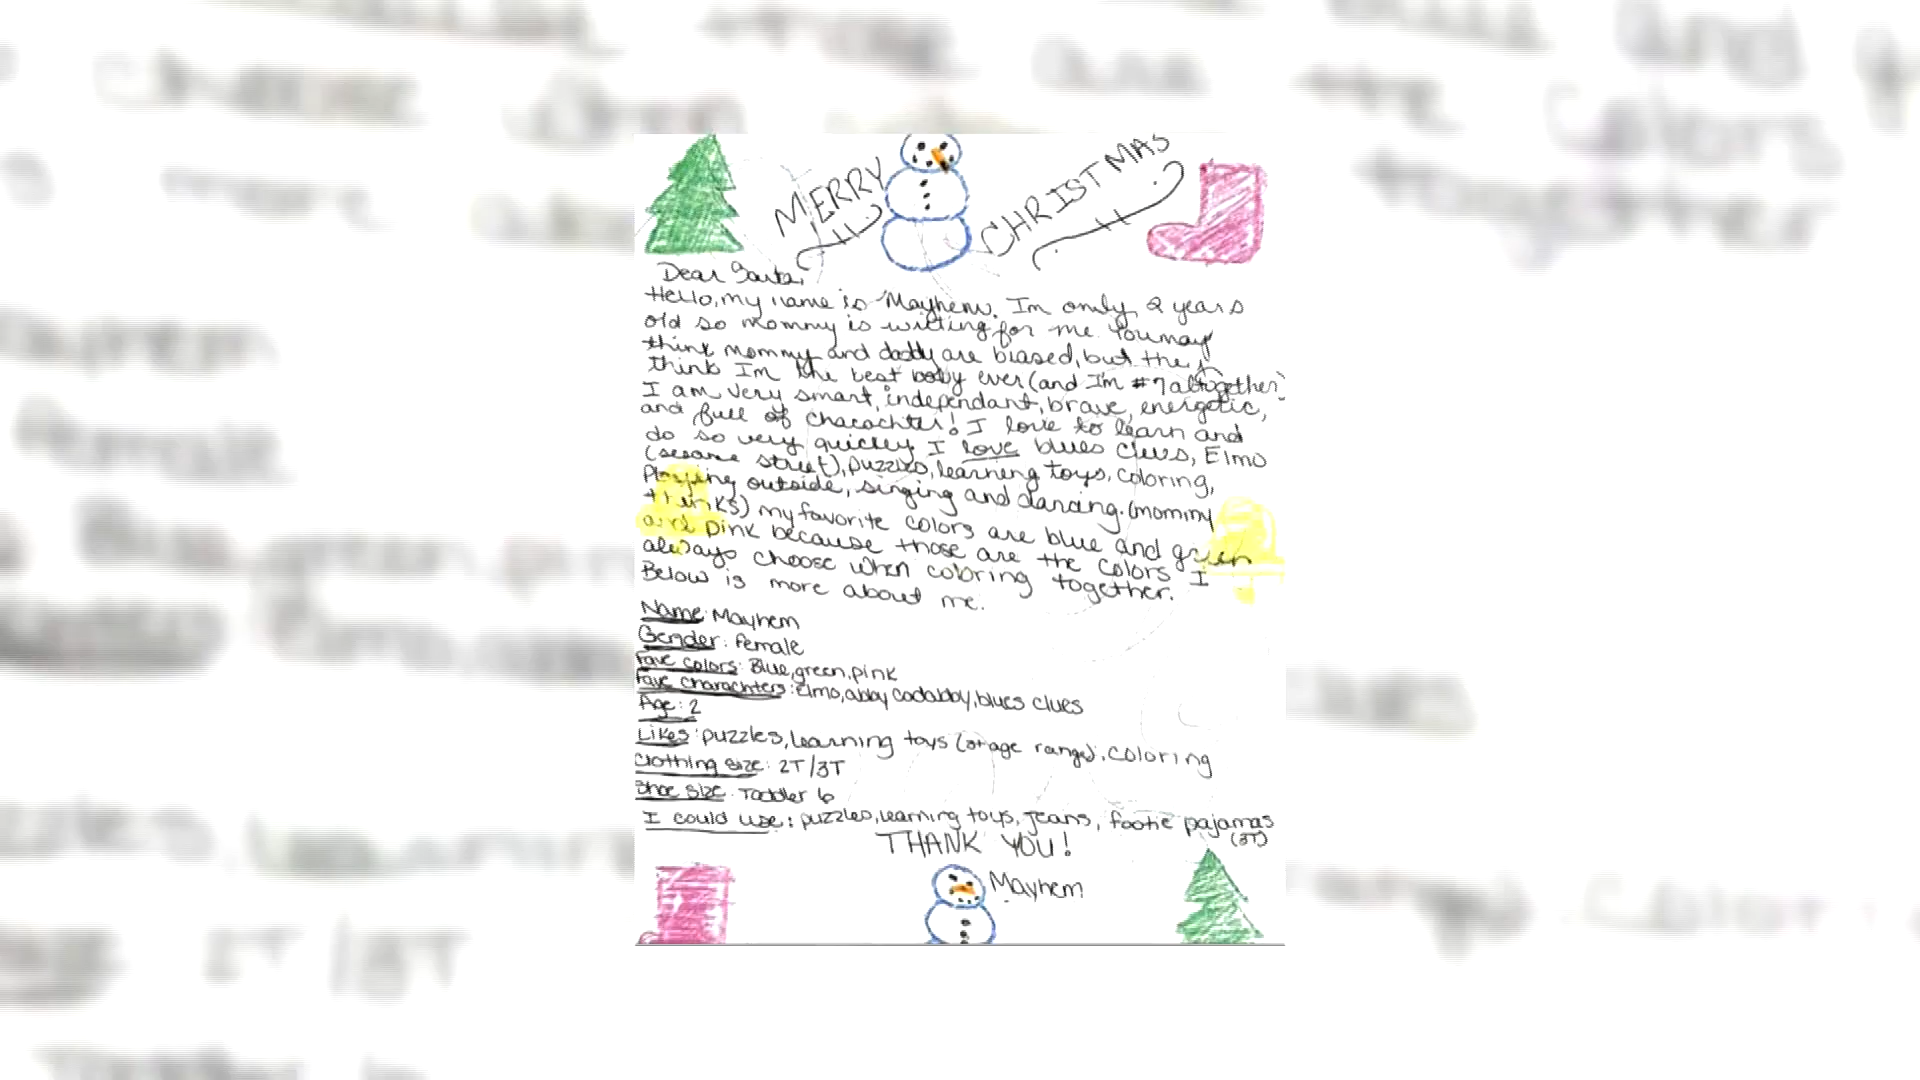 MERRY CHRISTMAS
Dear Santa,
Hello, my name is Mayhem. Im only 2 years
old so mommy is writing for me. You may
think mommy and daddy are biased, but they
think Im the best baby ever (and I'm #7 altogether)
I am very smart, independant, brave, energetic,
and full of charachter! I love to learn and
do so very quickly. I love blues clues, Elmo
(sesame street), puzzles, learning toys, coloring,
playing outside, singing and dancing. (mommy
thinks) my favorite colors are blue and green
and pink because those are the colors I
always choose when coloring together.
Below is more about me.
Name: Mayhem
Gender: Female
Fave colors: Blue, green, pink
Fave charachters: Elmo, abby cadabby, blues clues
Age: 2
Likes: puzzles, learning toys (of age range), coloring
Clothing size: 2T/3T
Shoe size: Toddler 6
I could use: puzzles, learning toys, jeans, footie pajamas
(3T)
THANK YOU!
Mayhem